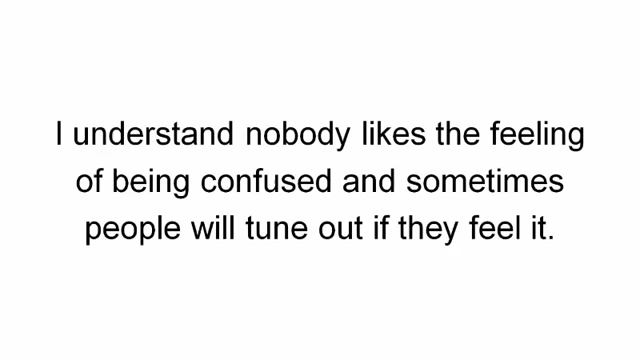 I understand nobody likes the feeling
of being confused and sometimes
people will tune out if they feel it.